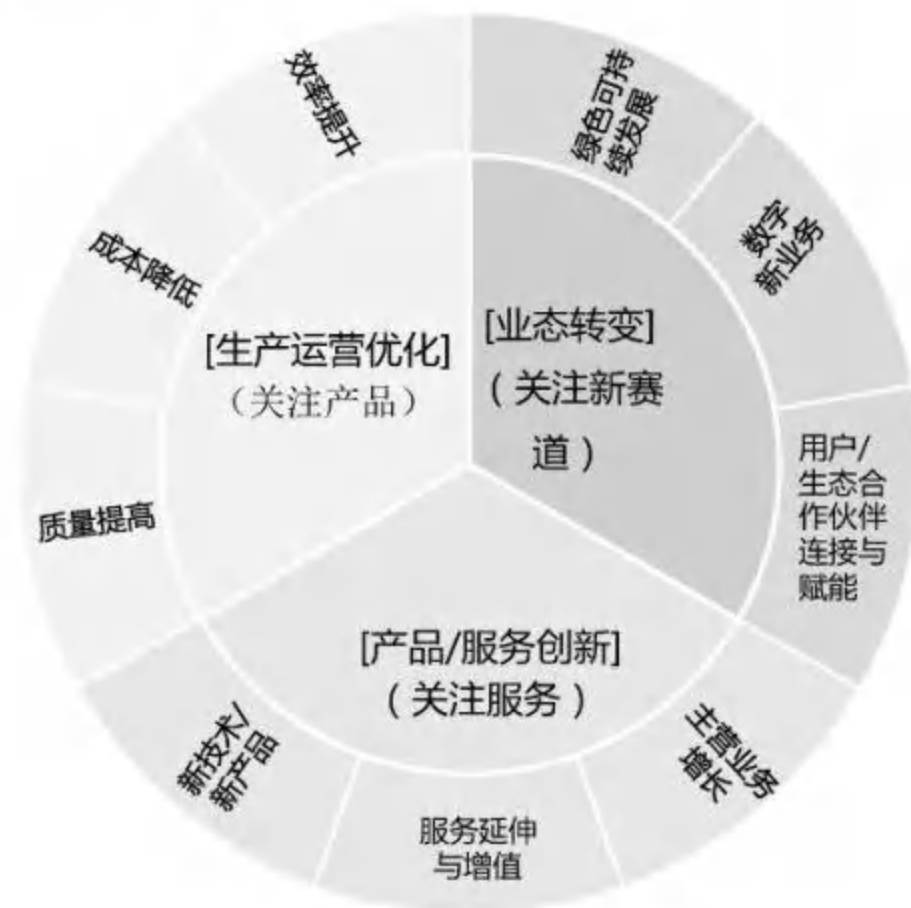 效率提升
成本降低
质量提高
[生产运营优化]
（关注产品）
绿色可持
续发展
数字
新业务
用户/
生态合
作伙伴
连接与
赋能
[业态转变]
（关注新赛
道）
[产品/服务创新]
（关注服务）
新技术/
新产品
服务延伸
与增值
主营业务
增长